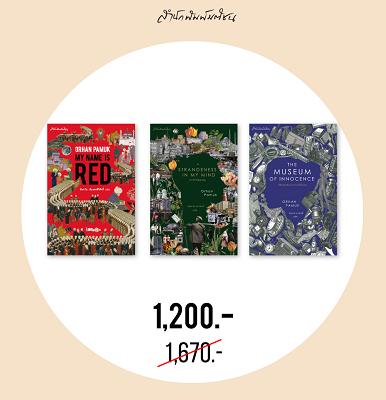 สำนักพิมพ์มติชน
ORHAN PAMUK
MY NAME IS
RED
A
STRANGENESS
IN MY MIND
ORHAN
PAMUK
THE
MUSEUM
OF INNOCENCE
ORHAN
PAMUK
1,200.-
1,670.-